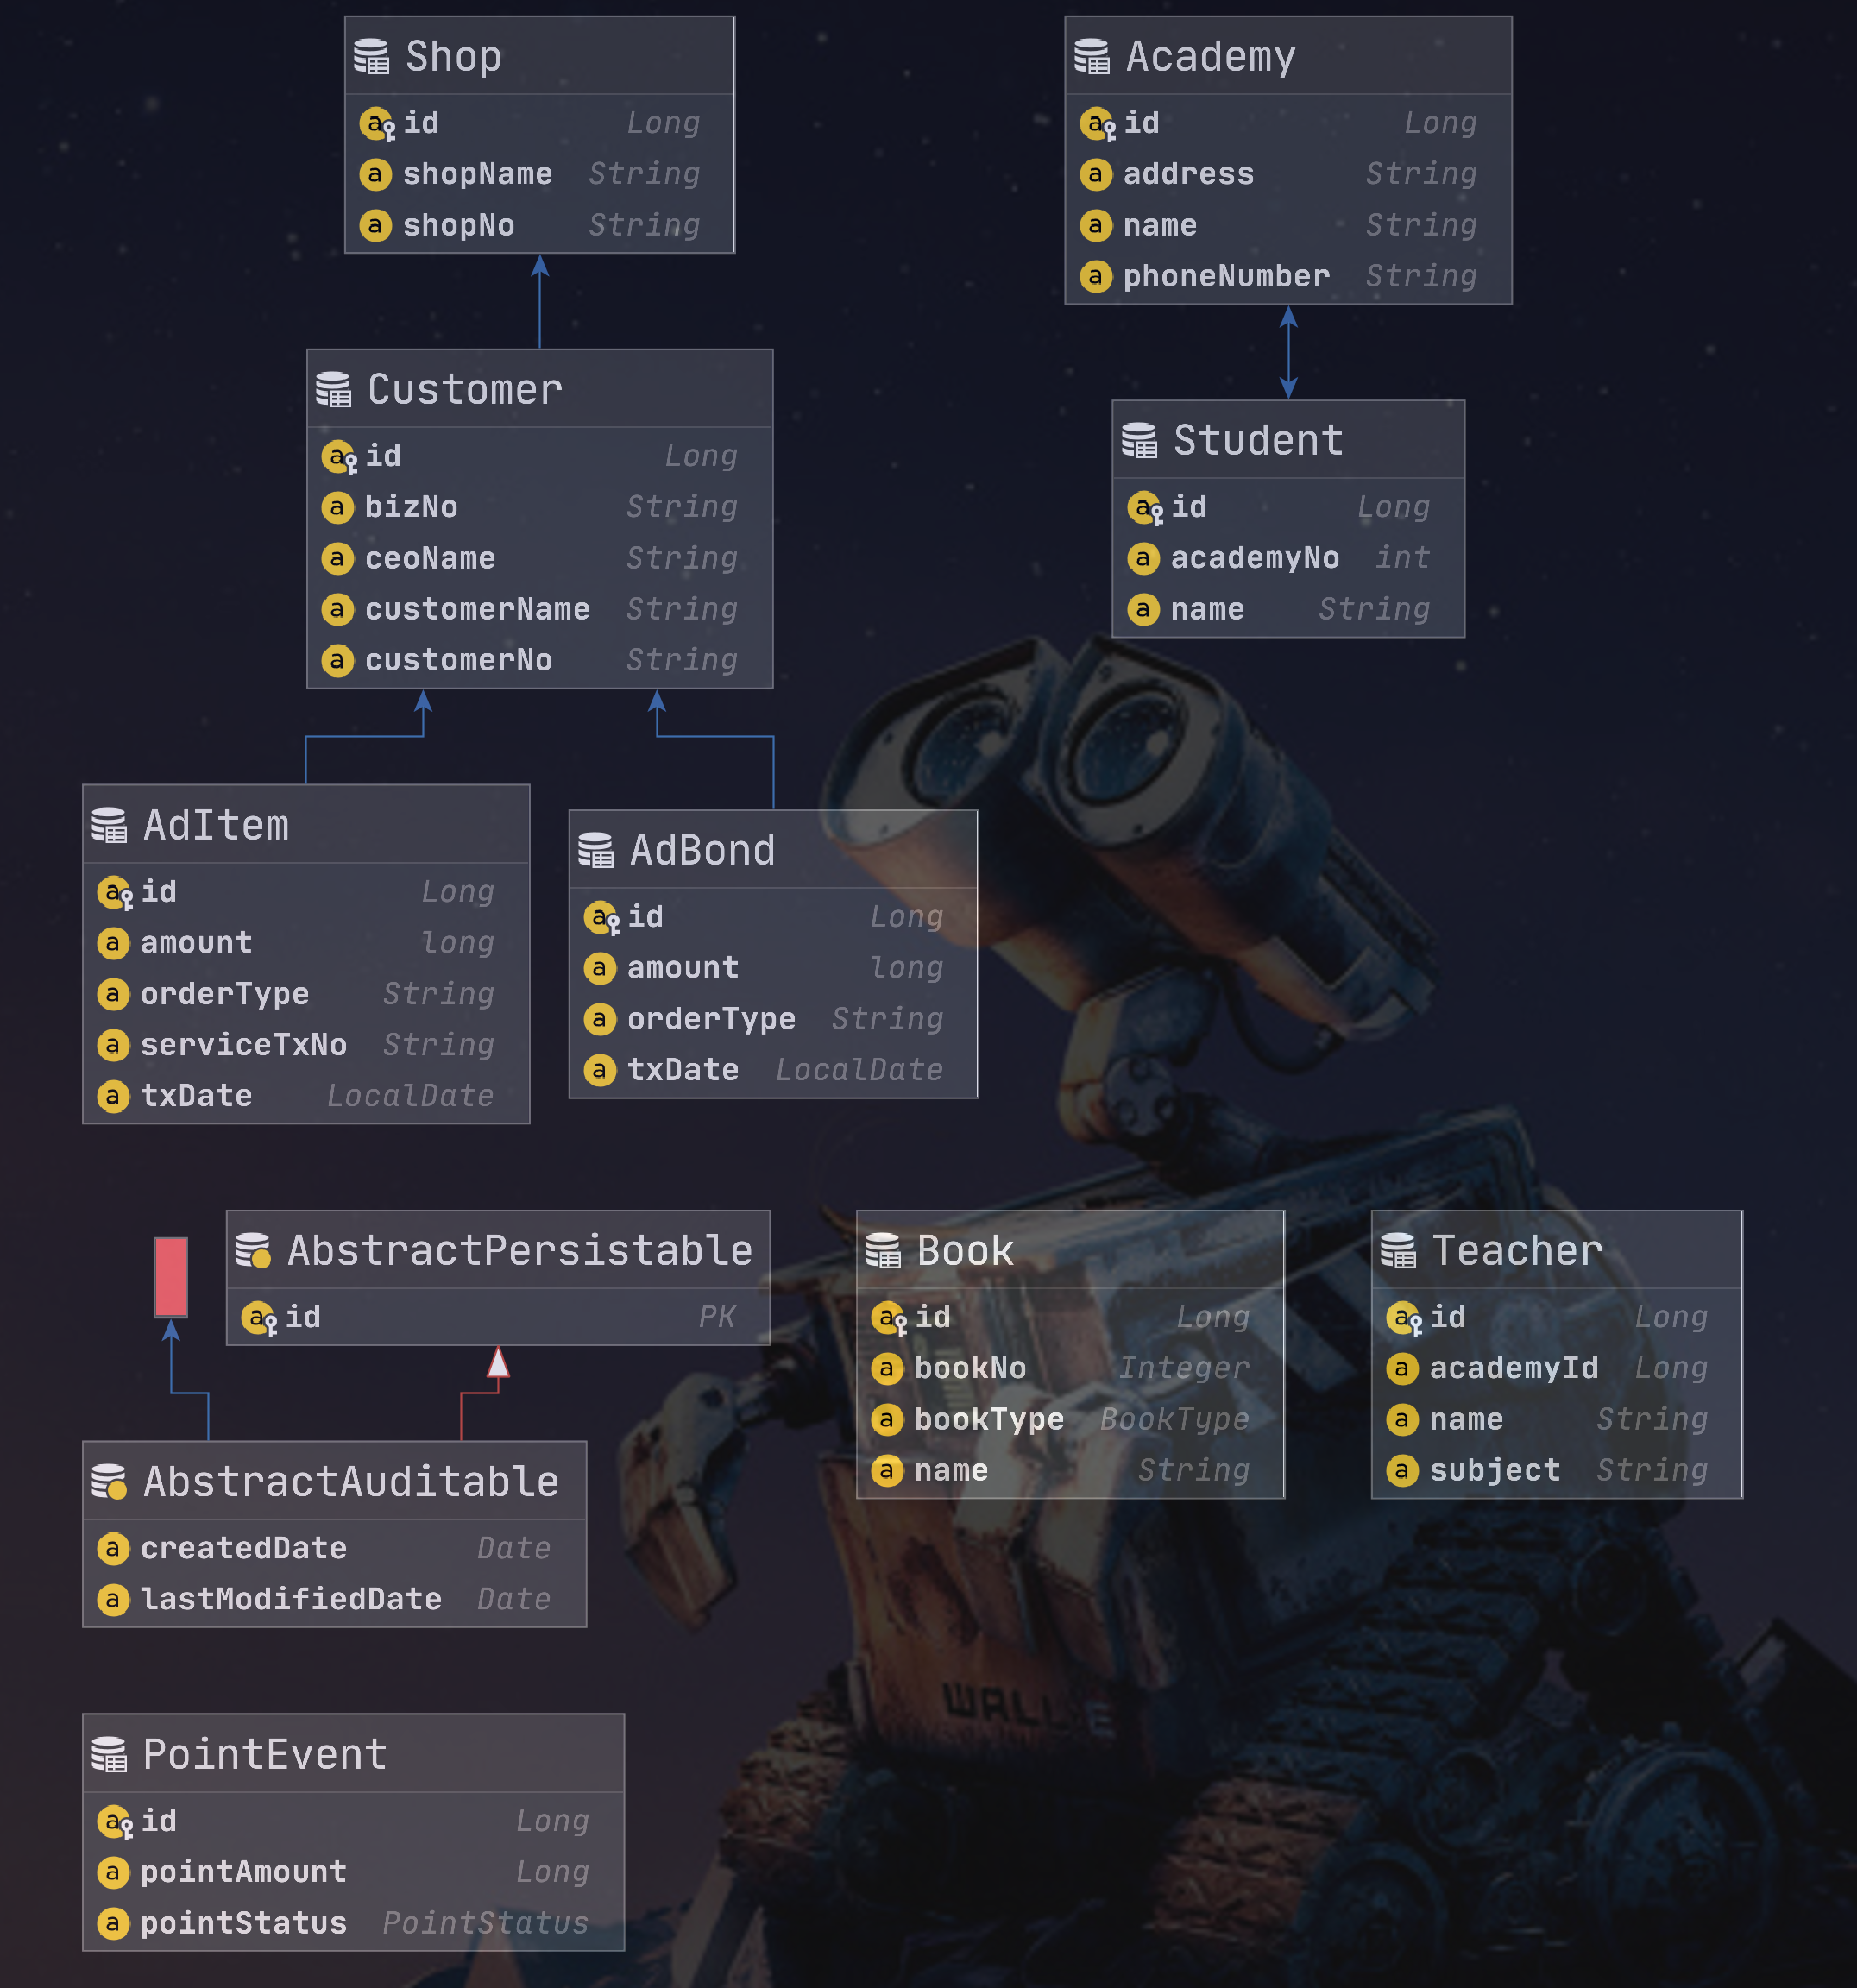 Shop
id Long
shopName String
shopNo String
Academy
id Long
address String
name String
phoneNumber String
Customer
id Long
bizNo String
ceoName String
customerName String
customerNo String
Student
id Long
academyNo int
name String
AdItem
id Long
amount long
orderType String
serviceTxNo String
txDate LocalDate
AdBond
id Long
amount long
orderType String
txDate LocalDate
AbstractPersistable
id PK
Book
id Long
bookNo Integer
bookType BookType
name String
Teacher
id Long
academyId Long
name String
subject String
AbstractAuditable
createdDate Date
lastModifiedDate Date
WALL E
PointEvent
id Long
pointAmount Long
pointStatus PointStatus